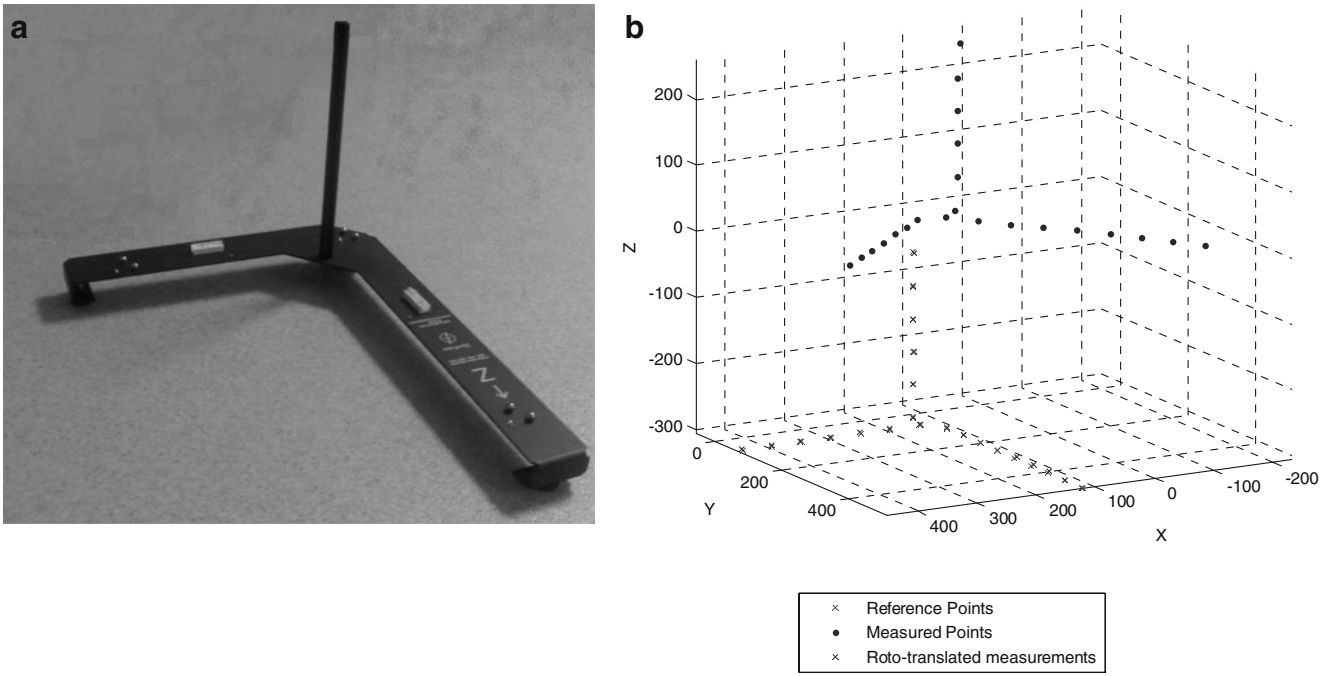 a
b
Z
200
100
0
-100
-200
-300
0
200
400
Y
400
300
200
100
0
-100
-200
X
Z
× Reference Points
● Measured Points
× Roto-translated measurements